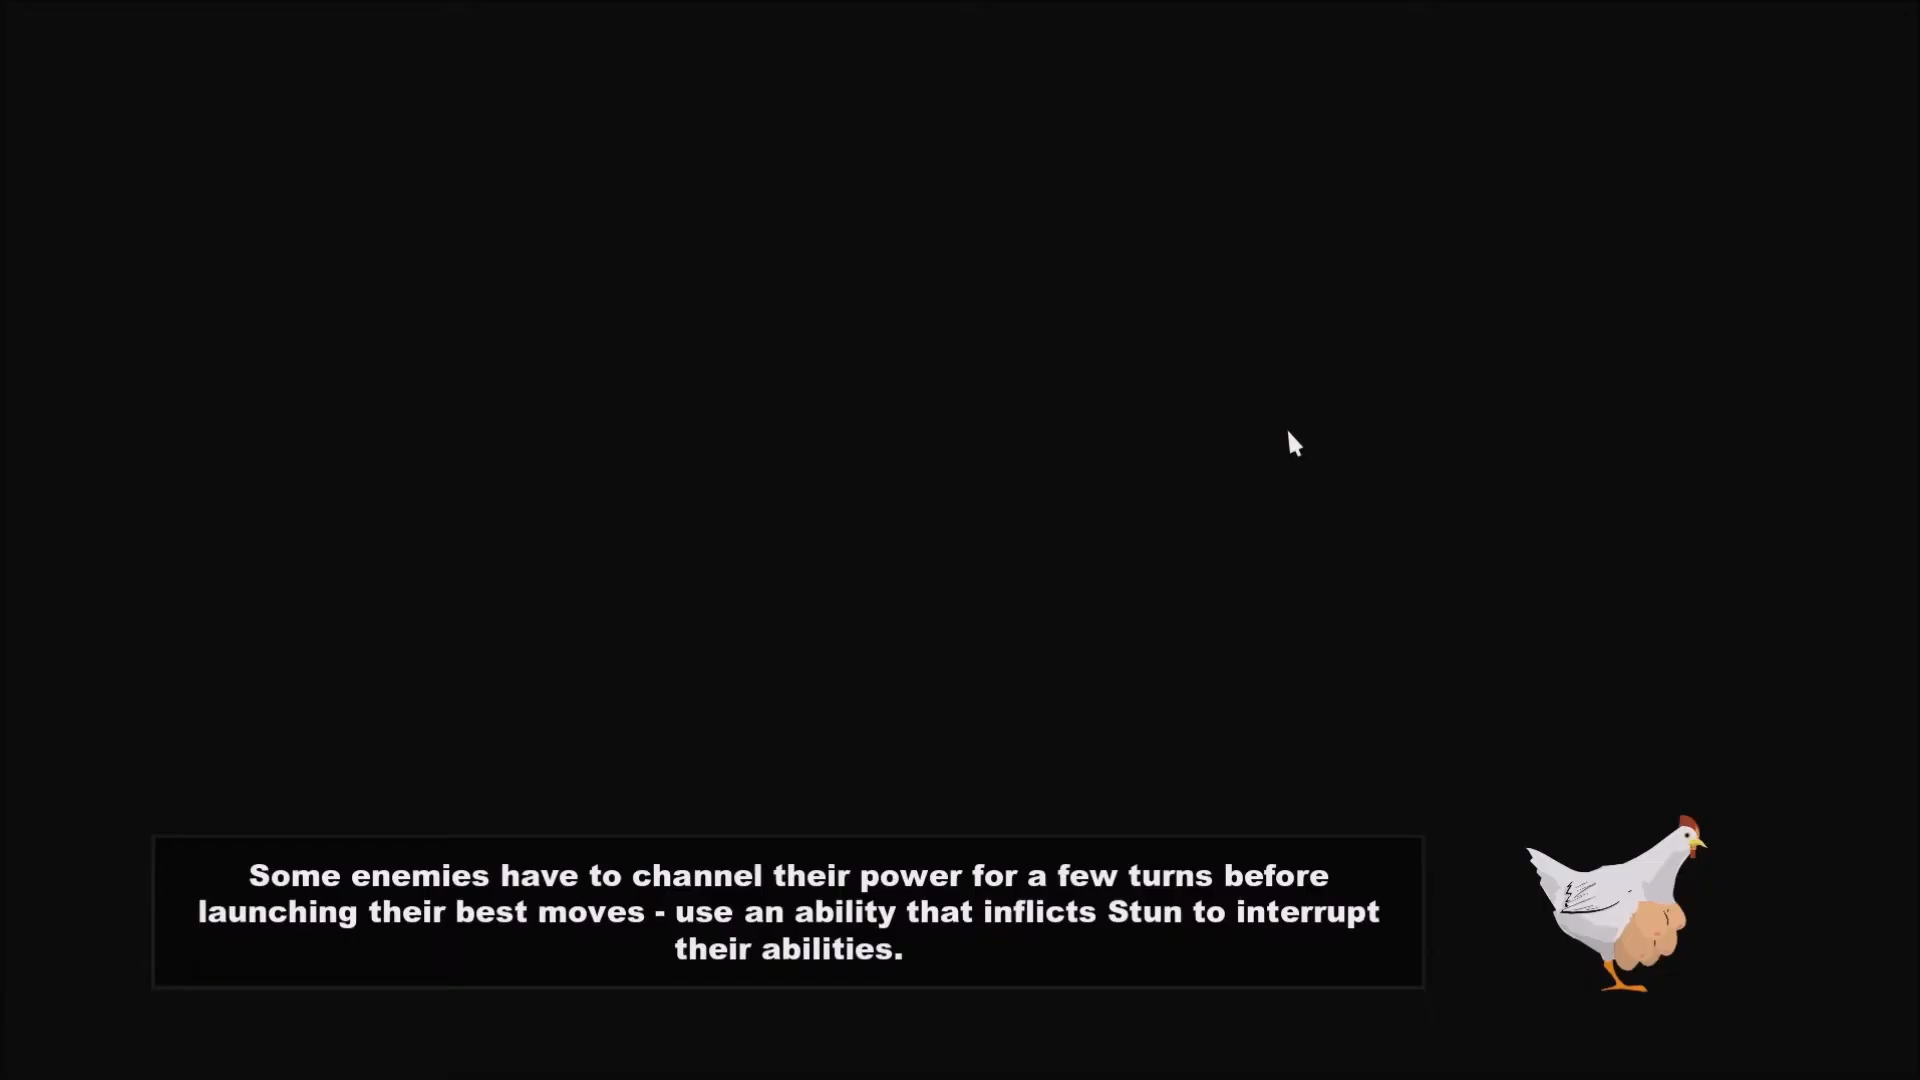 Some enemies have to channel their power for a few turns before
launching their best moves - use an ability that inflicts Stun to interrupt
their abilities.